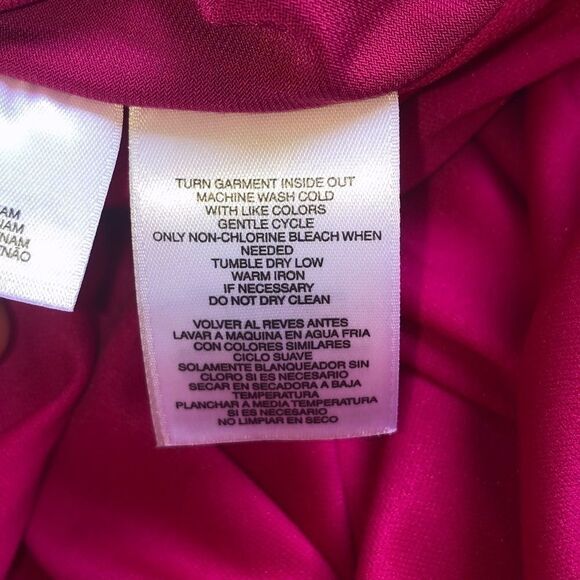 TURN GARMENT INSIDE OUT
MACHINE WASH COLD
WITH LIKE COLORS
GENTLE CYCLE
ONLY NON-CHLORINE BLEACH WHEN
NEEDED
TUMBLE DRY LOW
WARM IRON
IF NECESSARY
DO NOT DRY CLEAN
VOLVER AL REVES ANTES
LAVAR A MAQUINA EN AGUA FRIA
CON COLORES SIMILARES
CICLO SUAVE
SOLAMENTE BLANQUEADOR SIN
CLORO SI ES NECESARIO
SECAR EN SECADORA A BAJA
TEMPERATURA
PLANCHAR A MEDIA TEMPERATURA
SI ES NECESARIO
NO LIMPIAR EN SECO